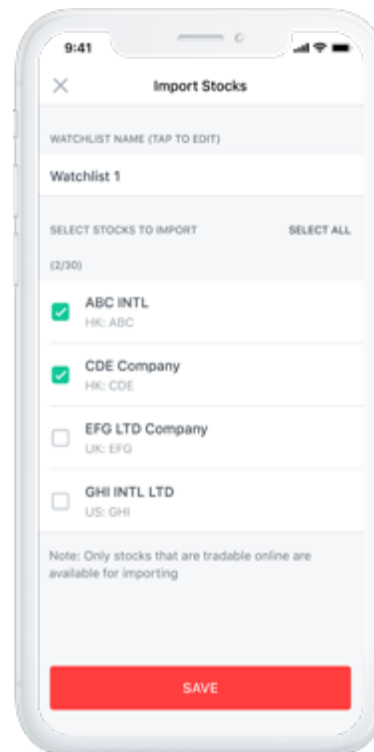 9:41
Import Stocks
WATCHLIST NAME (TAP TO EDIT)
Watchlist 1
SELECT STOCKS TO IMPORT SELECT ALL
(2/30)
ABC INTL
HK: ABC
CDE Company
HK: CDE
EFG LTD Company
UK: EFG
GHI INTL LTD
US: GHI
Note: Only stocks that are tradable online are
available for importing
SAVE